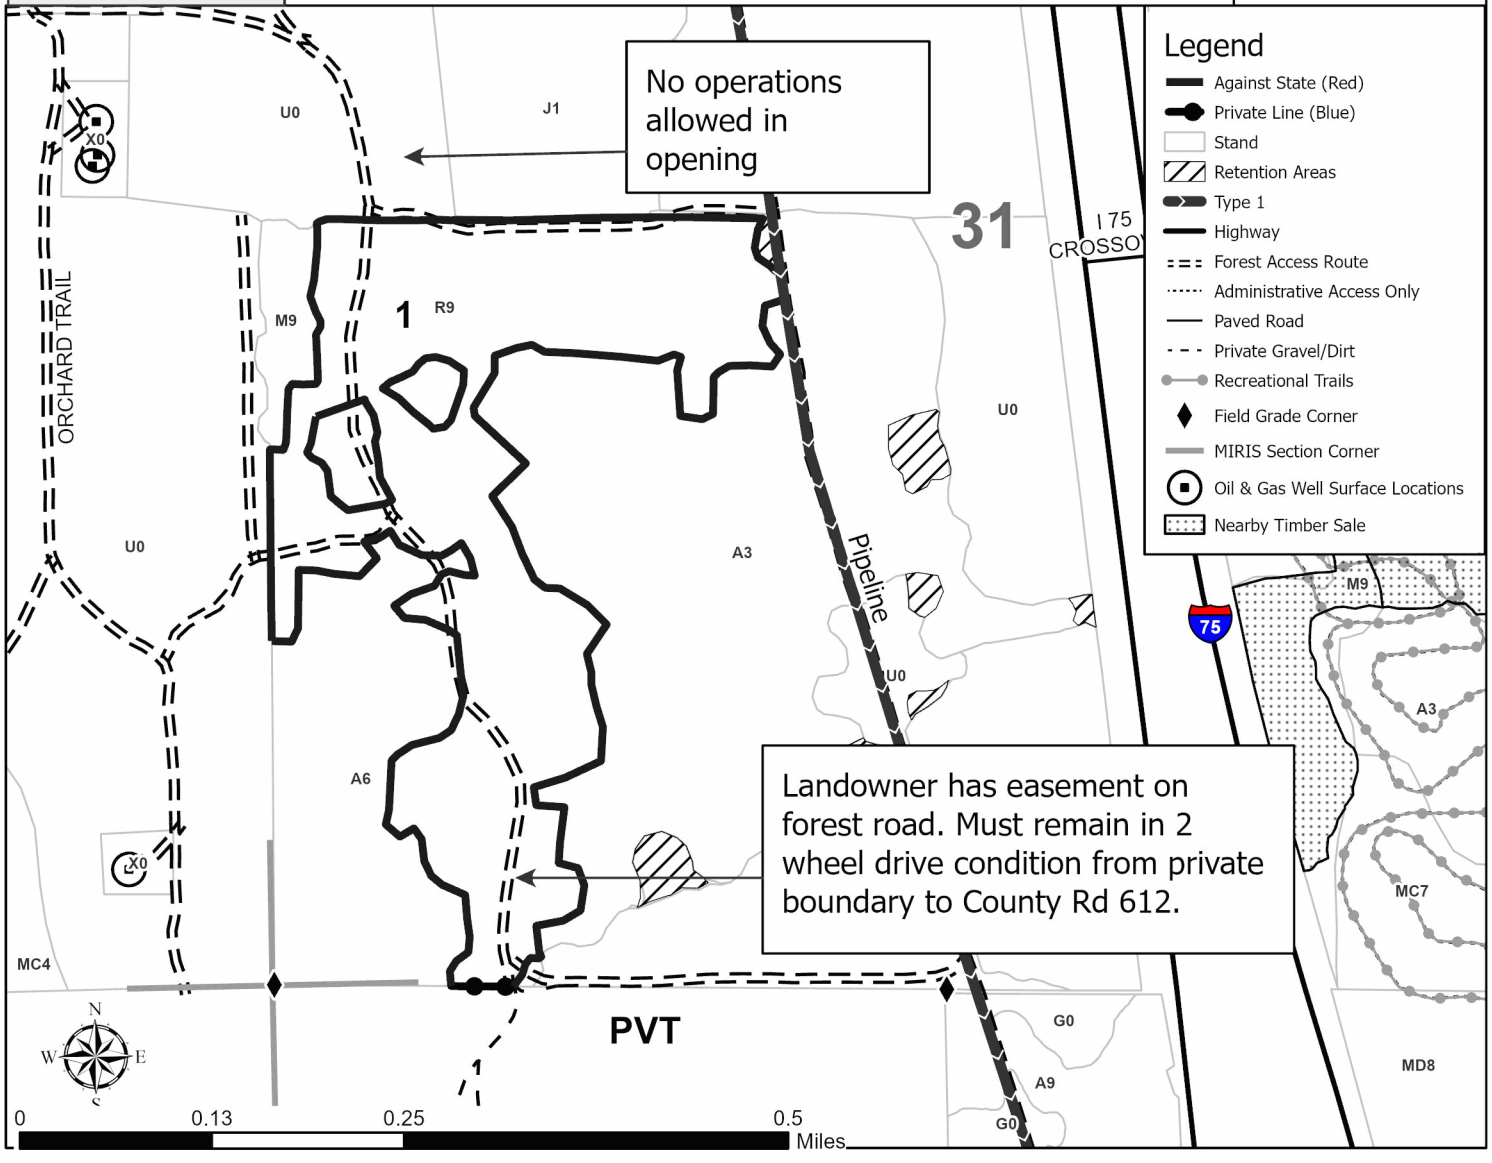 Legend
Against State (Red)
Private Line (Blue)
Stand
Retention Areas
Type 1
Highway
Forest Access Route
Administrative Access Only
Paved Road
Private Gravel/Dirt
Recreational Trails
Field Grade Corner
MIRIS Section Corner
Oil & Gas Well Surface Locations
Nearby Timber Sale
No operations
allowed in
opening
U0
J1
X0
31
I 75
ORCHARD TRAIL
M9
1
R9
U0
U0
A3
Pipeline
M9
75
U0
A3
A6
Landowner has easement on
forest road. Must remain in 2
wheel drive condition from private
boundary to County Rd 612.
X0
MC7
MC4
PVT
G0
A9
G0
MD8
N
W
E
S
0
0.13
0.25
0.5
Miles